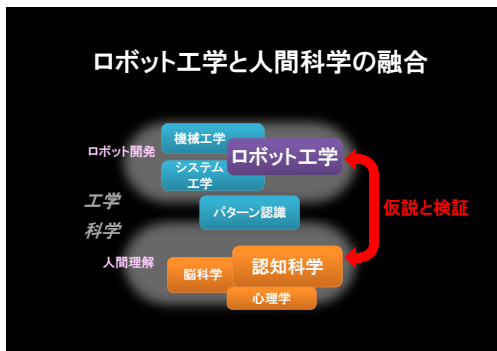 ロボット工学と人間科学の融合
機械工学
ロボット開発
ロボット工学
システム
工学
工学
パターン認識
仮説と検証
科学
人間理解
認知科学
脳科学
心理学